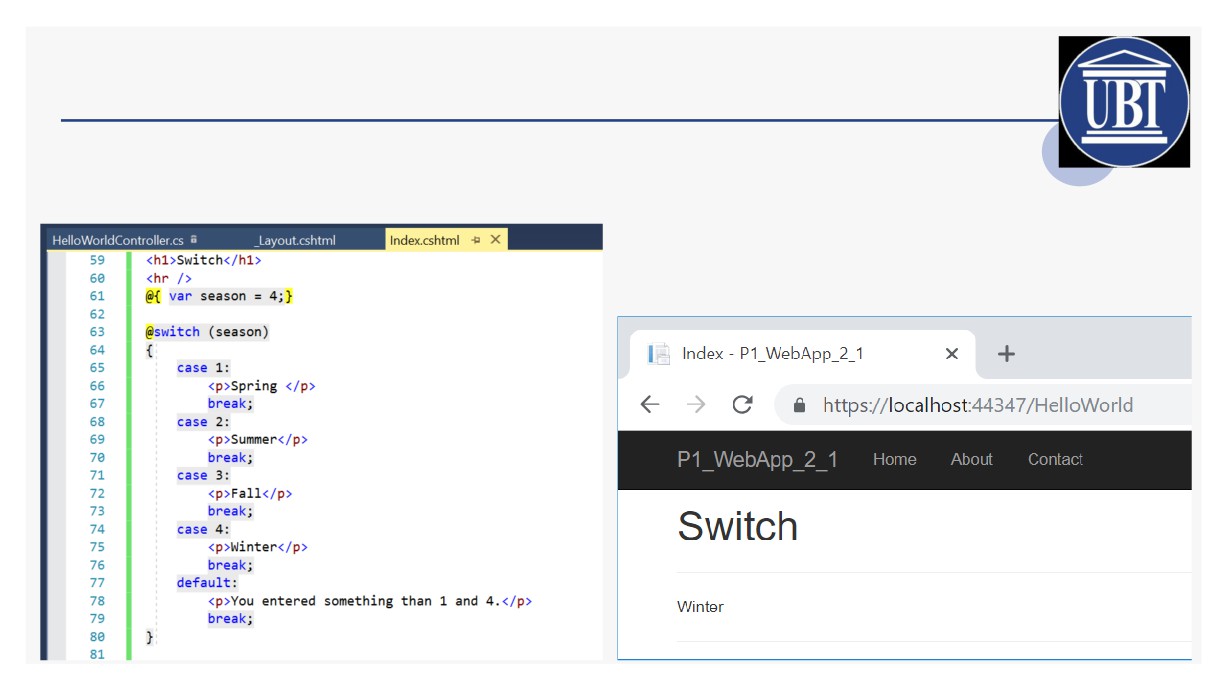 UBT
HelloWorldController.cs
_Layout.cshtml
Index.cshtml
59 <h1>Switch</h1>
60 <hr />
61 @{ var season = 4;}
62
63 @switch (season)
64 {
65 case 1:
66 <p>Spring </p>
67 break;
68 case 2:
69 <p>Summer</p>
70 break;
71 case 3:
72 <p>Fall</p>
73 break;
74 case 4:
75 <p>Winter</p>
76 break;
77 default:
78 <p>You entered something than 1 and 4.</p>
79 break;
80 }
81
Index - P1_WebApp_2_1
https://localhost:44347/HelloWorld
P1_WebApp_2_1 Home About Contact
Switch
Winter